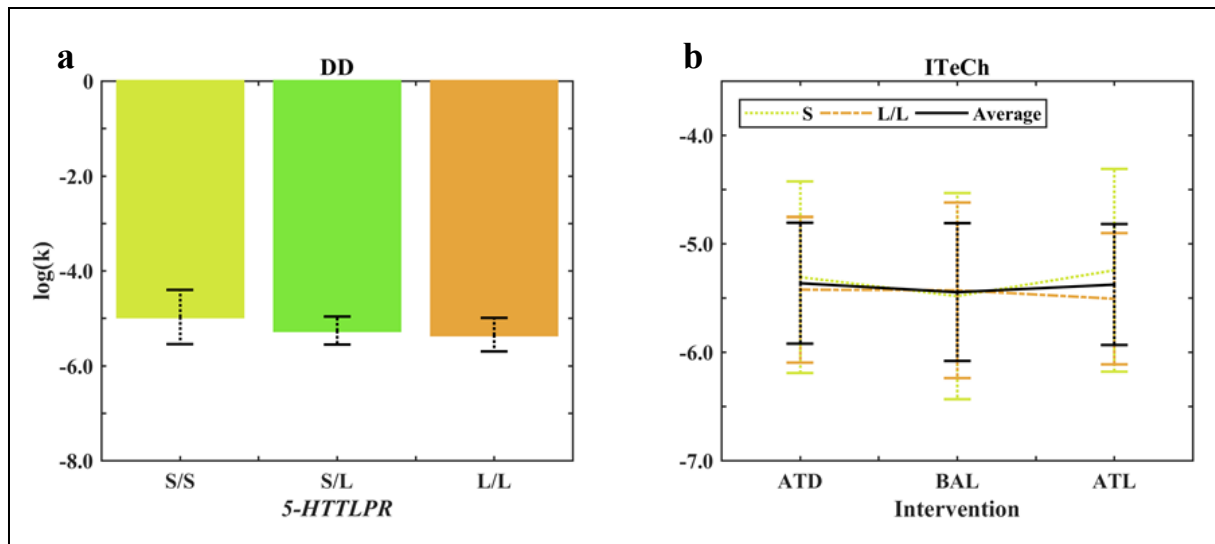 a
DD
0
-2.0
-4.0
-6.0
-8.0
log(k)
S/S S/L L/L
5-HTTLPR
b
ITeCh
S L/L Average
-4.0
-5.0
-6.0
-7.0
ATD BAL ATL
Intervention